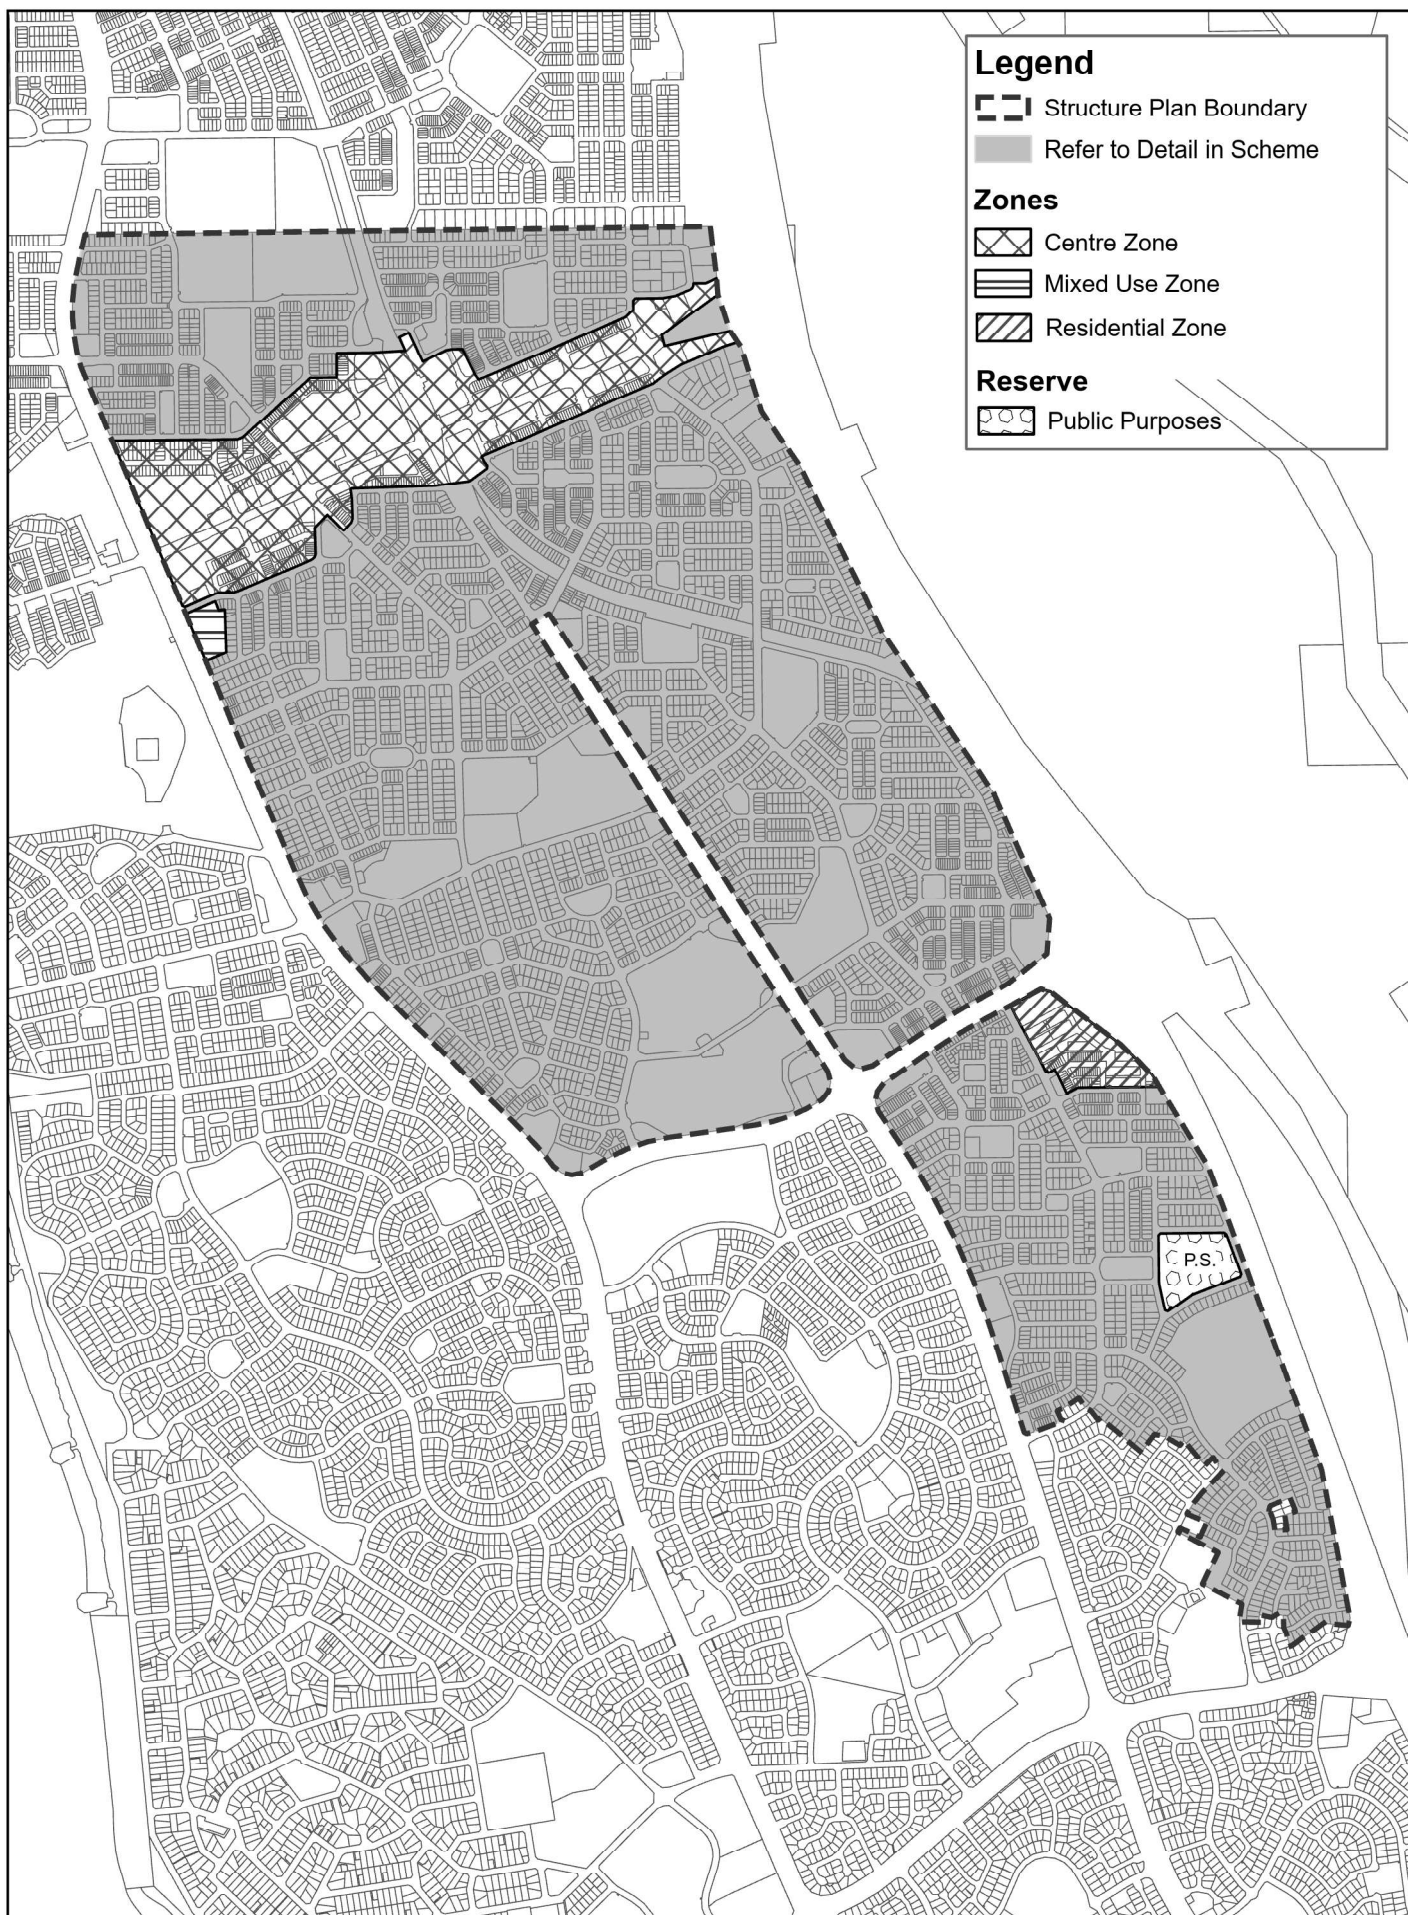 Legend
Structure Plan Boundary
Refer to Detail in Scheme
Zones
Centre Zone
Mixed Use Zone
Residential Zone
Reserve
Public Purposes
P.S.